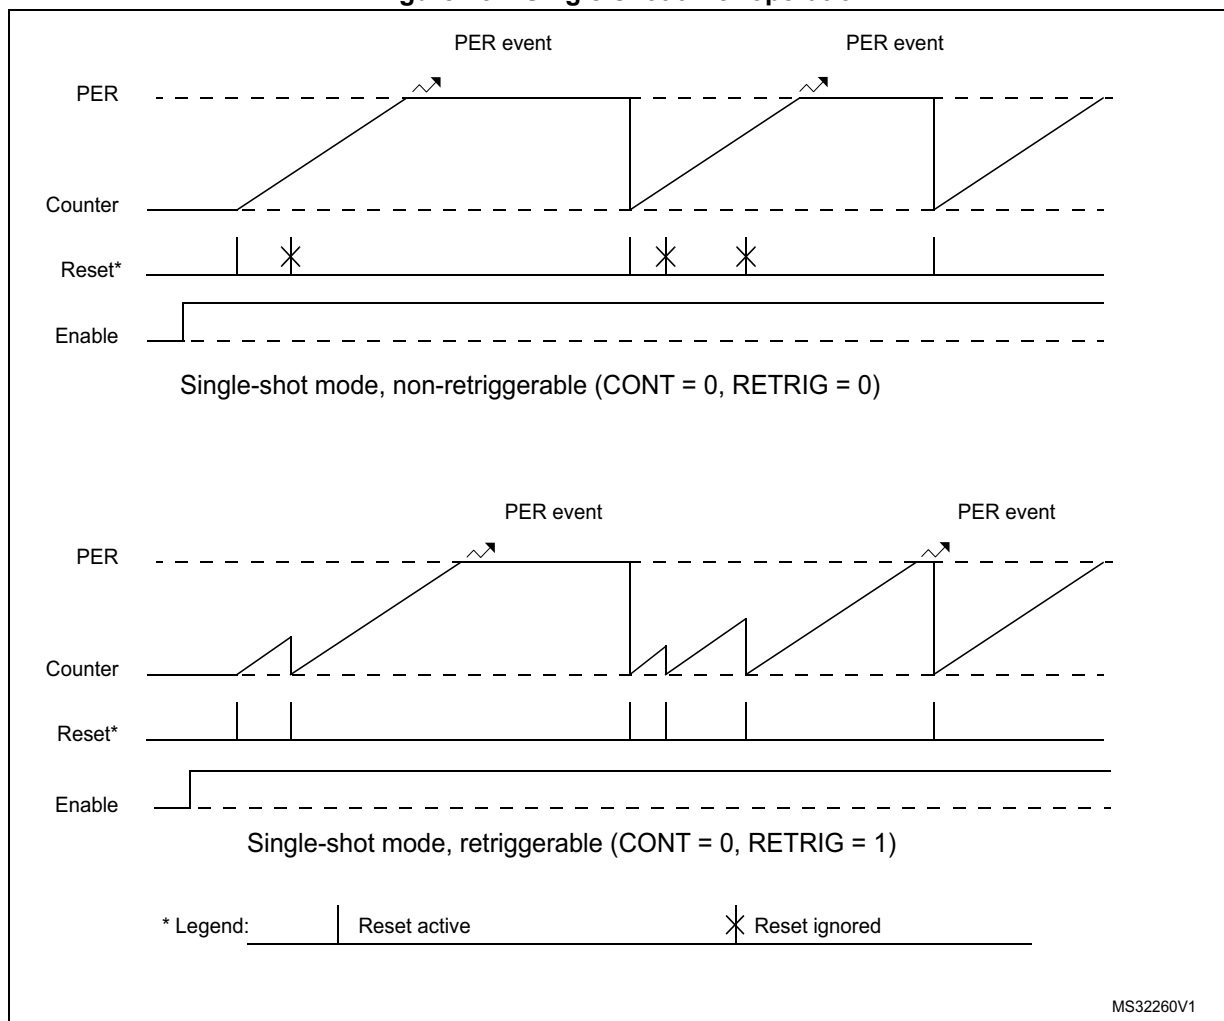 PER event PER event
PER
Counter
Reset*
Enable
Single-shot mode, non-retriggerable (CONT = 0, RETRIG = 0)
PER event PER event
PER
Counter
Reset*
Enable
Single-shot mode, retriggerable (CONT = 0, RETRIG = 1)
* Legend: Reset active Reset ignored
MS32260V1